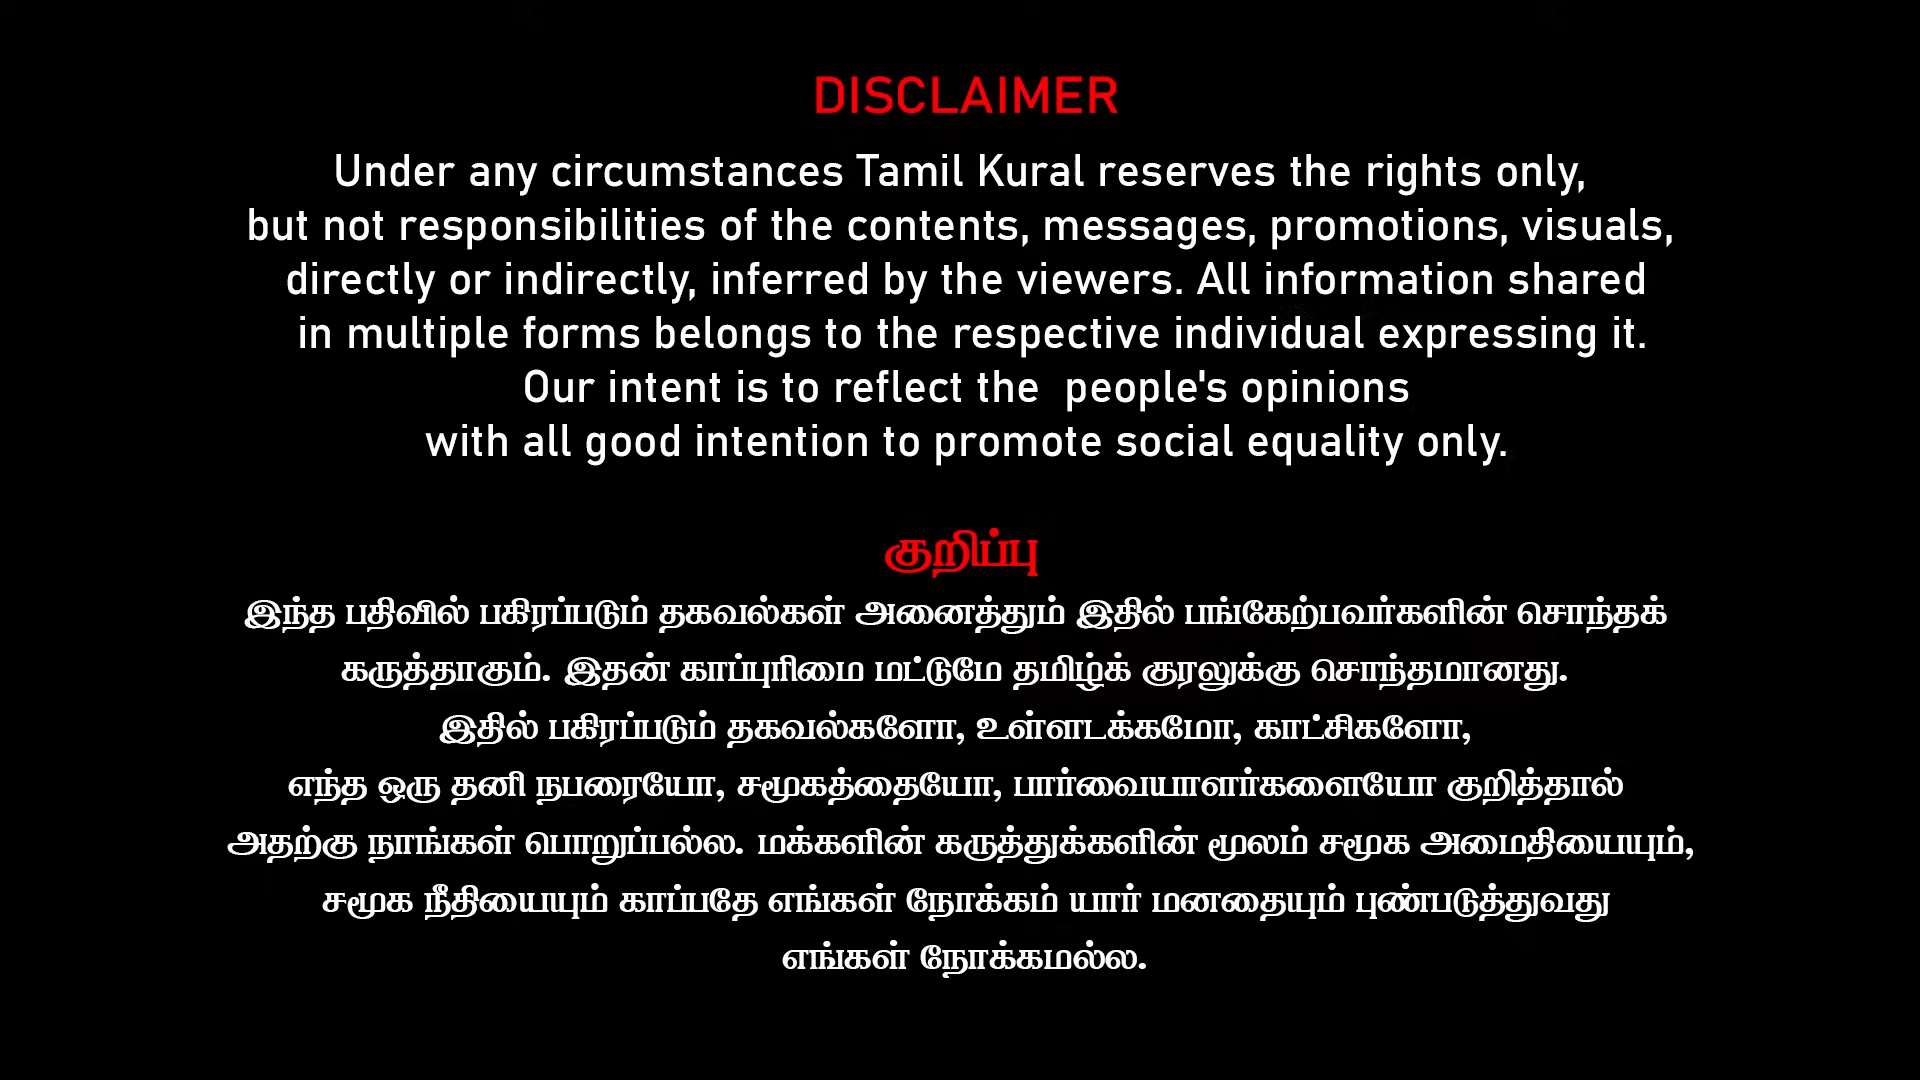 DISCLAIMER
Under any circumstances Tamil Kural reserves the rights only,
but not responsibilities of the contents, messages, promotions, visuals,
directly or indirectly, inferred by the viewers. All information shared
in multiple forms belongs to the respective individual expressing it.
Our intent is to reflect the people's opinions
with all good intention to promote social equality only.
குறிப்பு
இந்த பதிவில் பகிரப்படும் தகவல்கள் அனைத்தும் இதில் பங்கேற்பவர்களின் சொந்தக்
கருத்தாகும். இதன் காப்புரிமை மட்டுமே தமிழ்க் குரலுக்கு சொந்தமானது.
இதில் பகிரப்படும் தகவல்களோ, உள்ளடக்கமோ, காட்சிகளோ,
எந்த ஒரு தனி நபரையோ, சமூகத்தையோ, பார்வையாளர்களையோ குறித்தால்
அதற்கு நாங்கள் பொறுப்பல்ல. மக்களின் கருத்துக்களின் மூலம் சமூக அமைதியையும்,
சமூக நீதியையும் காப்பதே எங்கள் நோக்கம் யார் மனதையும் புண்படுத்துவது
எங்கள் நோக்கமல்ல.